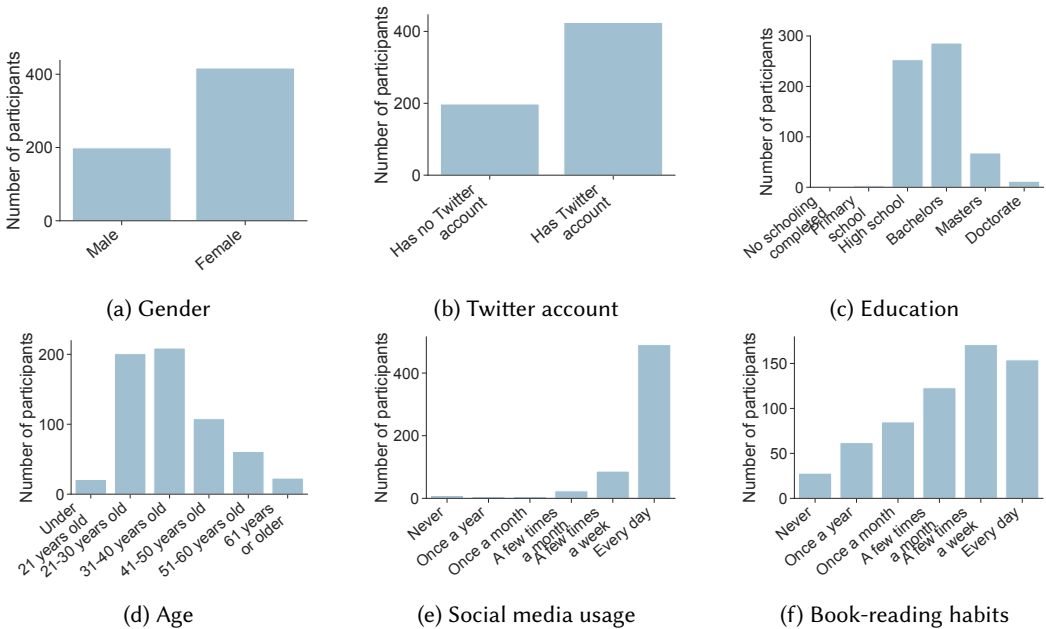 Number of participants
400
200
0
Male
Female
(a) Gender
Number of participants
400
200
0
Has no Twitter
account
Has Twitter
account
(b) Twitter account
Number of participants
300
200
100
0
No schooling
completed
Primary
school
High school
Bachelors
Masters
Doctorate
(c) Education
Number of participants
200
100
0
Under
21 years old
21-30 years old
31-40 years old
41-50 years old
51-60 years old
61 years
or older
(d) Age
Number of participants
400
200
0
Never
Once a year
Once a month
A few times
a month
A few times
a week
Every day
(e) Social media usage
Number of participants
150
100
50
0
Never
Once a year
Once a month
A few times
a month
A few times
a week
Every day
(f) Book-reading habits